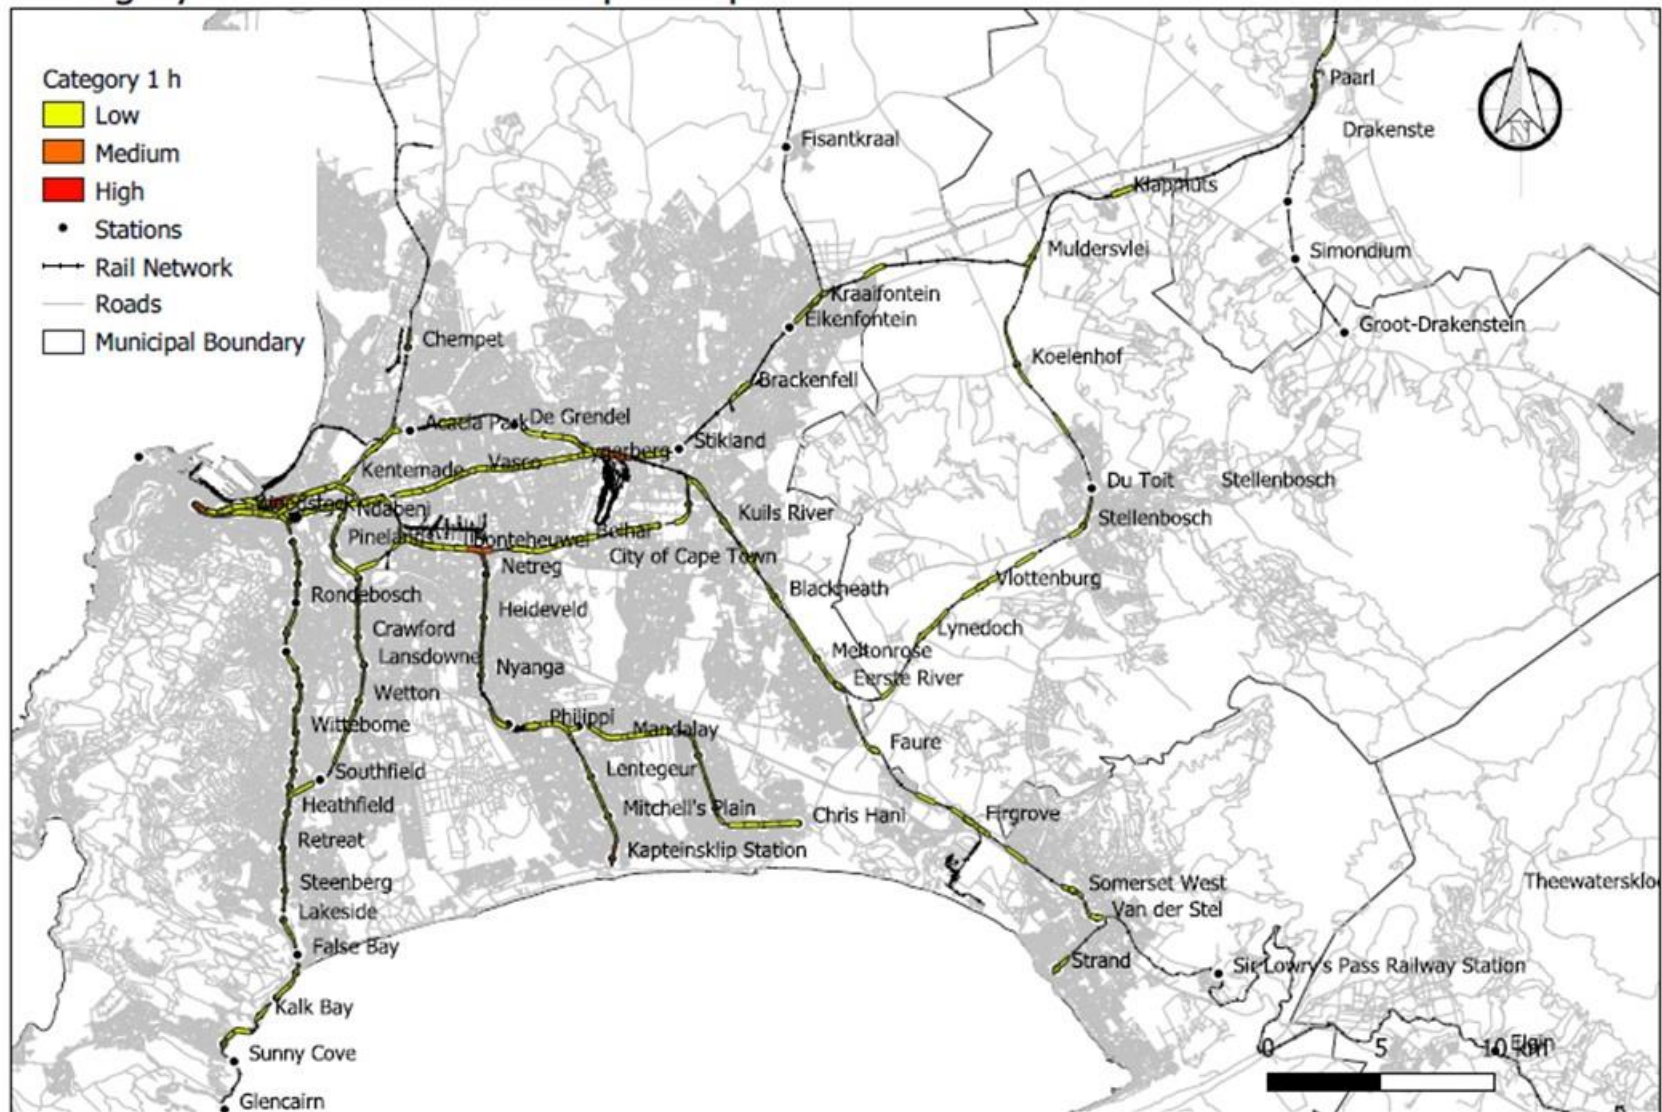 Category 1 h
Low
Medium
High
Stations
Rail Network
Roads
Municipal Boundary
Paarl
Drakenste
N
Fisantkraal
Klapmuts
Muldersvlei
Simondium
Kraaifontein
Eikenfontein
Groot-Drakenstein
Chempet
Koelenhof
Brackenfell
Acacia Park
De Grendel
Stikland
Kentemade
Vasco
Du Toit
Stellenbosch
Woodstock
Ndabeni
Kuils River
Stellenbosch
Pinelands
Bonteheuwel
Belhar
City of Cape Town
Netreg
Vlottenburg
Rondebosch
Heideveld
Blackheath
Crawford
Lynedoch
Lansdowne
Meltonrose
Nyanga
Eerste River
Wetton
Wittebome
Philippi
Mandalay
Faure
Southfield
Lentegeur
Heathfield
Mitchell's Plain
Chris Hani
Firgrove
Retreat
Kapteinsklip Station
Steenberg
Somerset West
Theewaterskloo
Lakeside
Van der Stel
False Bay
Strand
Sir Lowry's Pass Railway Station
Kalk Bay
Sunny Cove
0 5 10 km
Elgin
Glencairn